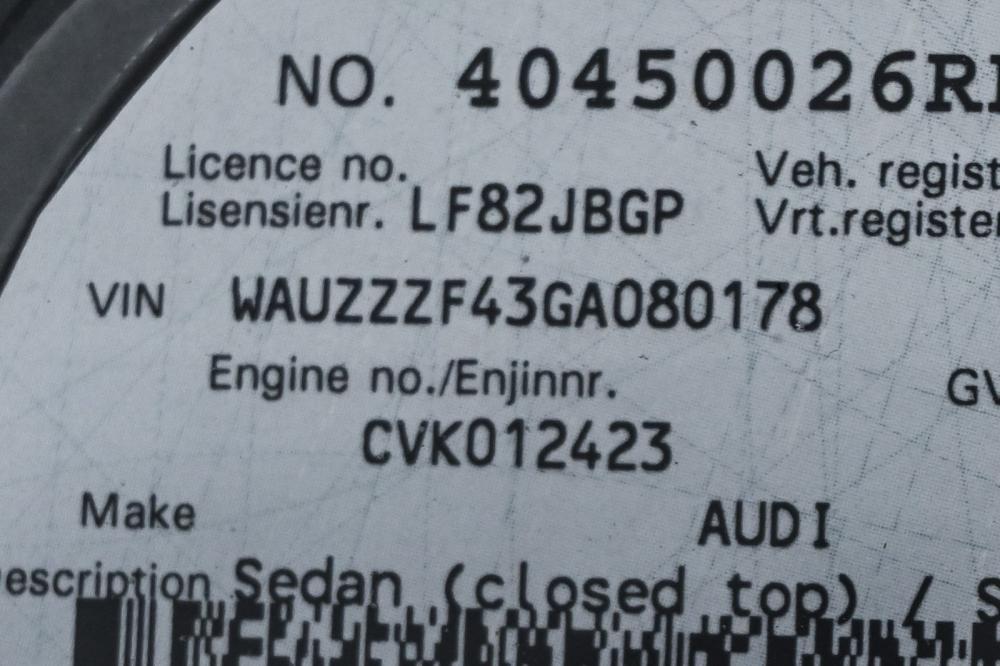 NO. 40450026R
Licence no. Veh. regist
Lisensienr. LF82JBGP Vrt.register
VIN WAUZZZF43GA080178
Engine no./Enjinnr. GV
CVK012423
Make AUDI
escription Sedan (closed top) / S